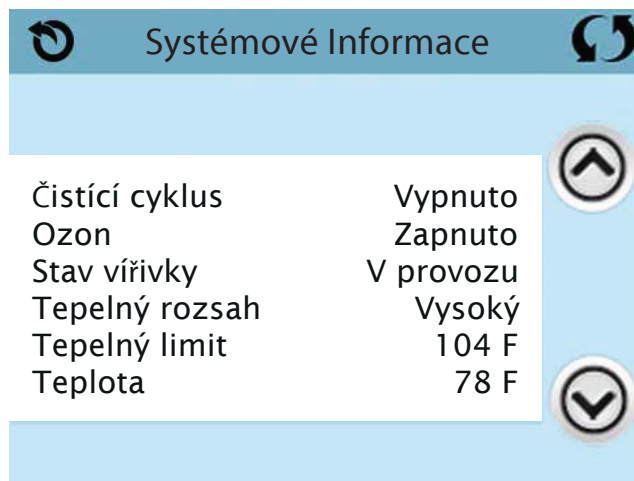 Systémové Informace
Čistící cyklus Vypnuto
Ozon Zapnuto
Stav vířivky V provozu
Tepelný rozsah Vysoký
Tepelný limit 104 F
Teplota 78 F